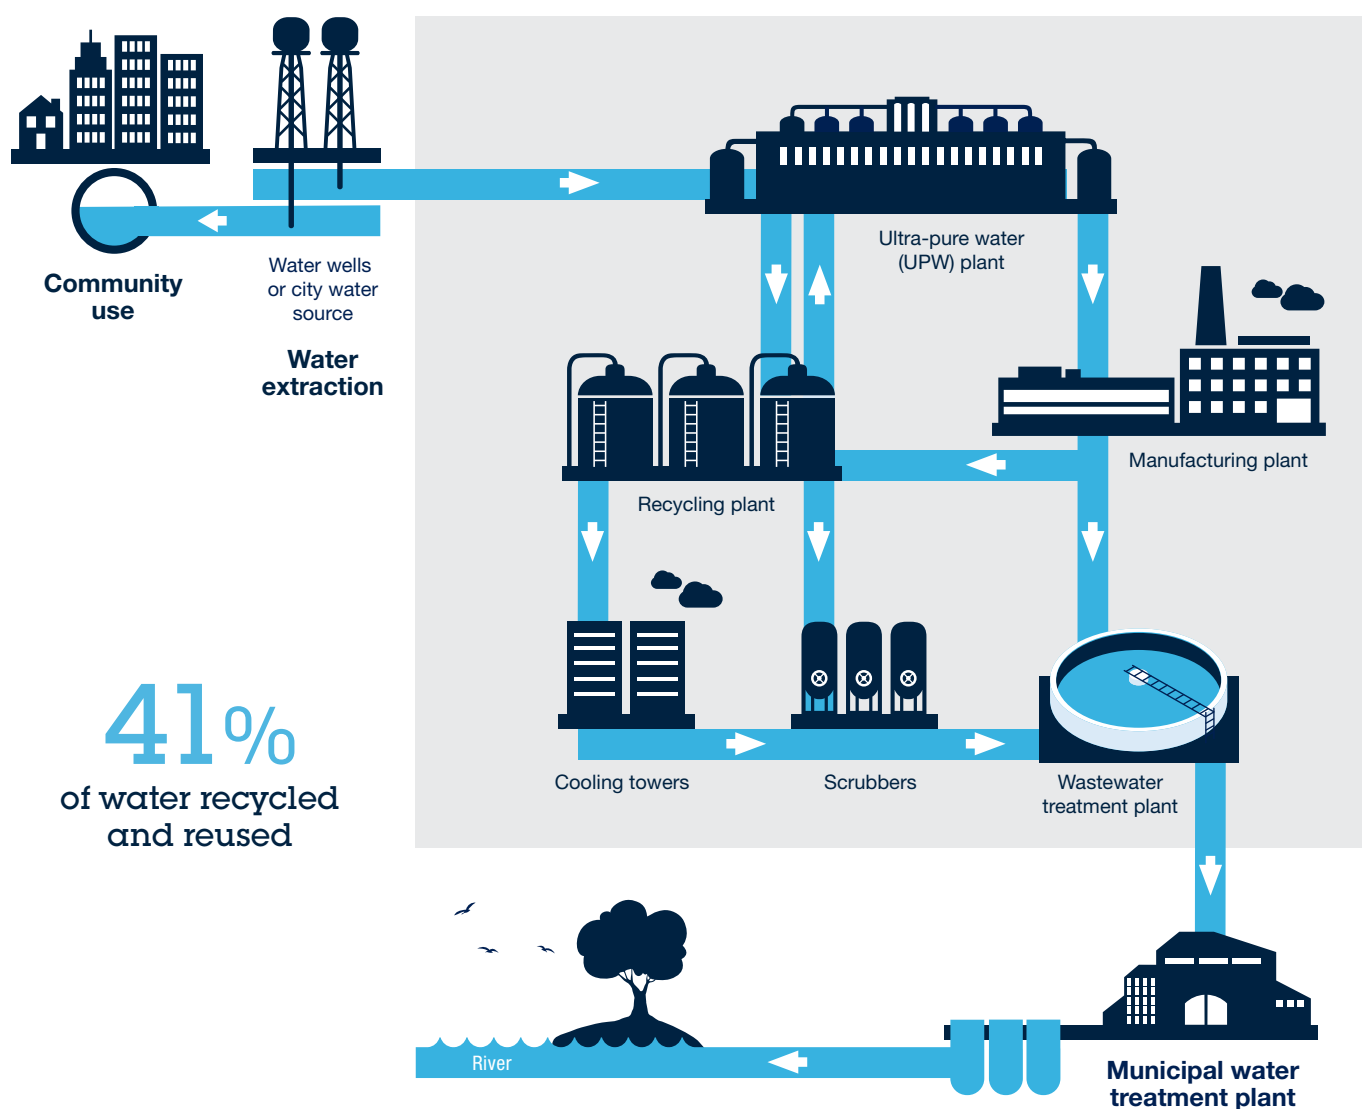 Community
use
Water wells
or city water
source
Water
extraction
Ultra-pure water
(UPW) plant
Manufacturing plant
Recycling plant
Cooling towers
Scrubbers
Wastewater
treatment plant
41%
of water recycled
and reused
River
Municipal water
treatment plant